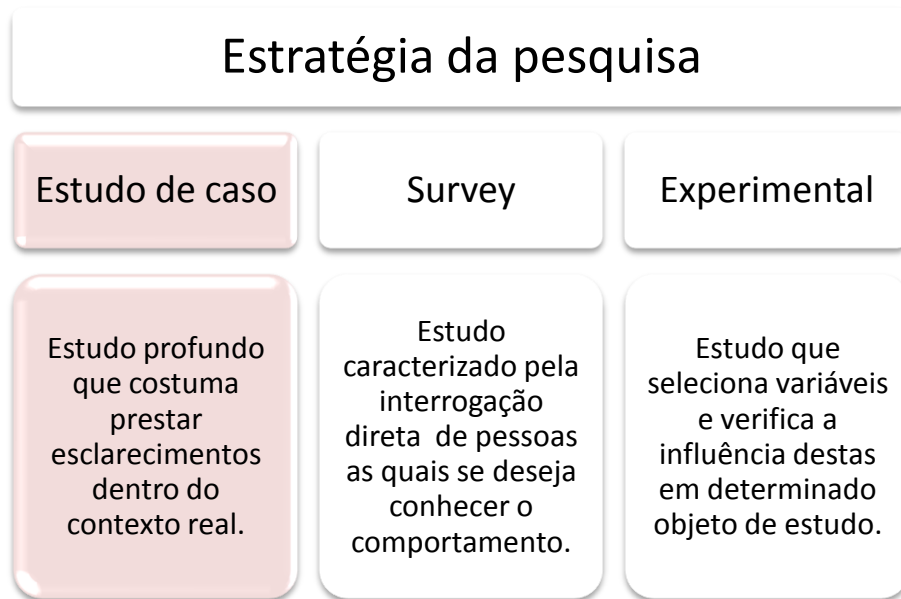 Estratégia da pesquisa
Estudo de caso
Survey
Experimental
Estudo profundo
que costuma
prestar
esclarecimentos
dentro do
contexto real.
Estudo
caracterizado pela
interrogação
direta de pessoas
as quais se deseja
conhecer o
comportamento.
Estudo que
seleciona variáveis
e verifica a
influência destas
em determinado
objeto de estudo.